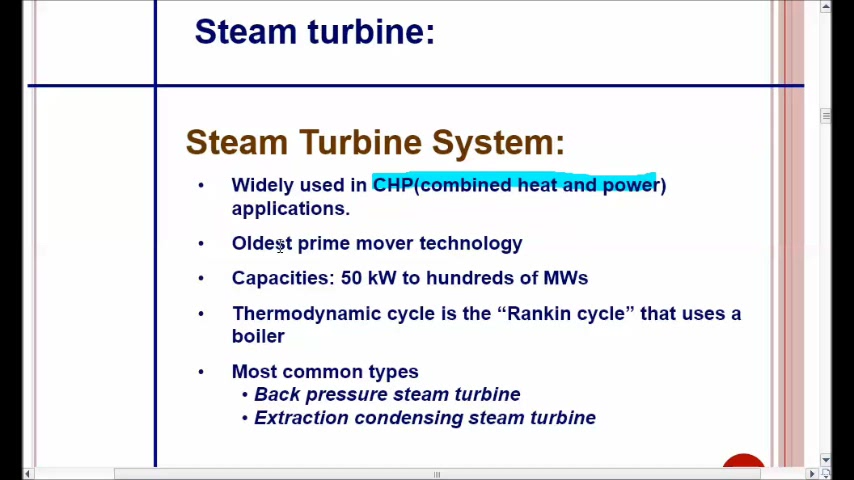 Steam turbine:
Steam Turbine System:
• Widely used in CHP(combined heat and power)
applications.
• Oldest prime mover technology
• Capacities: 50 kW to hundreds of MWs
• Thermodynamic cycle is the “Rankin cycle” that uses a
boiler
• Most common types
• Back pressure steam turbine
• Extraction condensing steam turbine